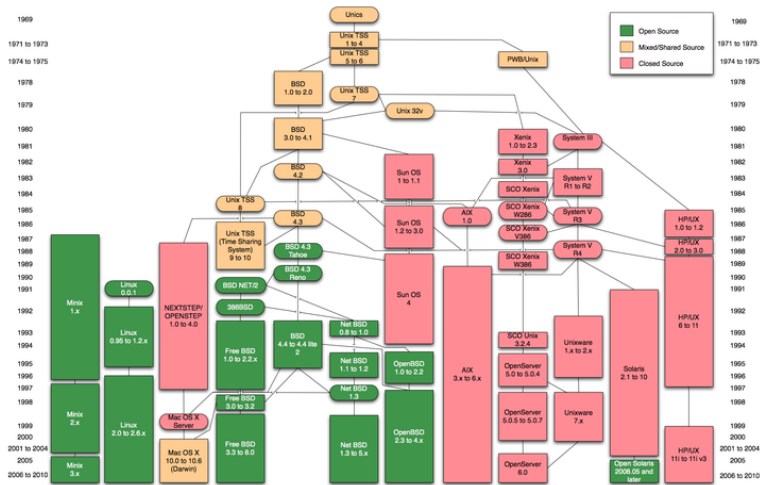 1969
1971 to 1973
1974 to 1975
1978
1979
1980
1981
1982
1983
1984
1985
1986
1987
1988
1989
1990
1991
1992
1993
1994
1995
1996
1997
1998
1999
2000
2001 to 2004
2005
2006 to 2010
Unics
Unix TSS
1 to 4
Unix TSS
5 to 6
PWB/Unix
BSD
1.0 to 2.0
Unix TSS
7
Unix 32v
BSD
3.0 to 4.1
Xenix
1.0 to 2.3
System III
Xenix
3.0
Sun OS
1 to 1.1
BSD
4.2
SCO Xenix
System V
R1 to R2
Unix TSS
8
SCO Xenix
W286
BSD
4.3
Sun OS
1.2 to 3.0
AIX
1.0
System V
R3
HP/UX
1.0 to 1.2
Unix TSS
(Time Sharing
System)
9 to 10
SCO Xenix
V386
HP/UX
2.0 to 3.0
BSD 4.3
Tahoe
System V
R4
SCO Xenix
W386
BSD 4.3
Reno
Minix
1.x
Linux
0.0.1
NEXTSTEP/
OPENSTEP
1.0 to 4.0
BSD NET/2
Sun OS
4
386BSD
HP/UX
6 to 11
Linux
0.95 to 1.2.x
Net BSD
0.8 to 1.0
BSD
4.4 to 4.4 lite
2
SCO Unix
3.2.4
Unixware
1.x to 2.x
Free BSD
1.0 to 2.2.x
Net BSD
1.1 to 1.2
OpenBSD
1.0 to 2.2
AIX
3.x to 6.x
OpenServer
5.0 to 5.0.4
Solaris
2.1 to 10
Net BSD
1.3
Minix
2.x
Linux
2.0 to 2.6.x
Free BSD
3.0 to 3.2
Mac OS X
Server
OpenServer
5.0.5 to 5.0.7
Unixware
7.x
OpenBSD
2.3 to 4.x
Mac OS X
10.0 to 10.6
(Darwin)
Free BSD
3.3 to 8.0
Net BSD
1.3 to 5.x
HP/UX
11i to 11i v3
Minix
3.x
OpenServer
6.0
Open Solaris
2008.05 and
later
Open Source
Mixed/Shared Source
Closed Source
1969
1971 to 1973
1974 to 1975
1978
1979
1980
1981
1982
1983
1984
1985
1986
1987
1988
1989
1990
1991
1992
1993
1994
1995
1996
1997
1998
1999
2000
2001 to 2004
2005
2006 to 2010